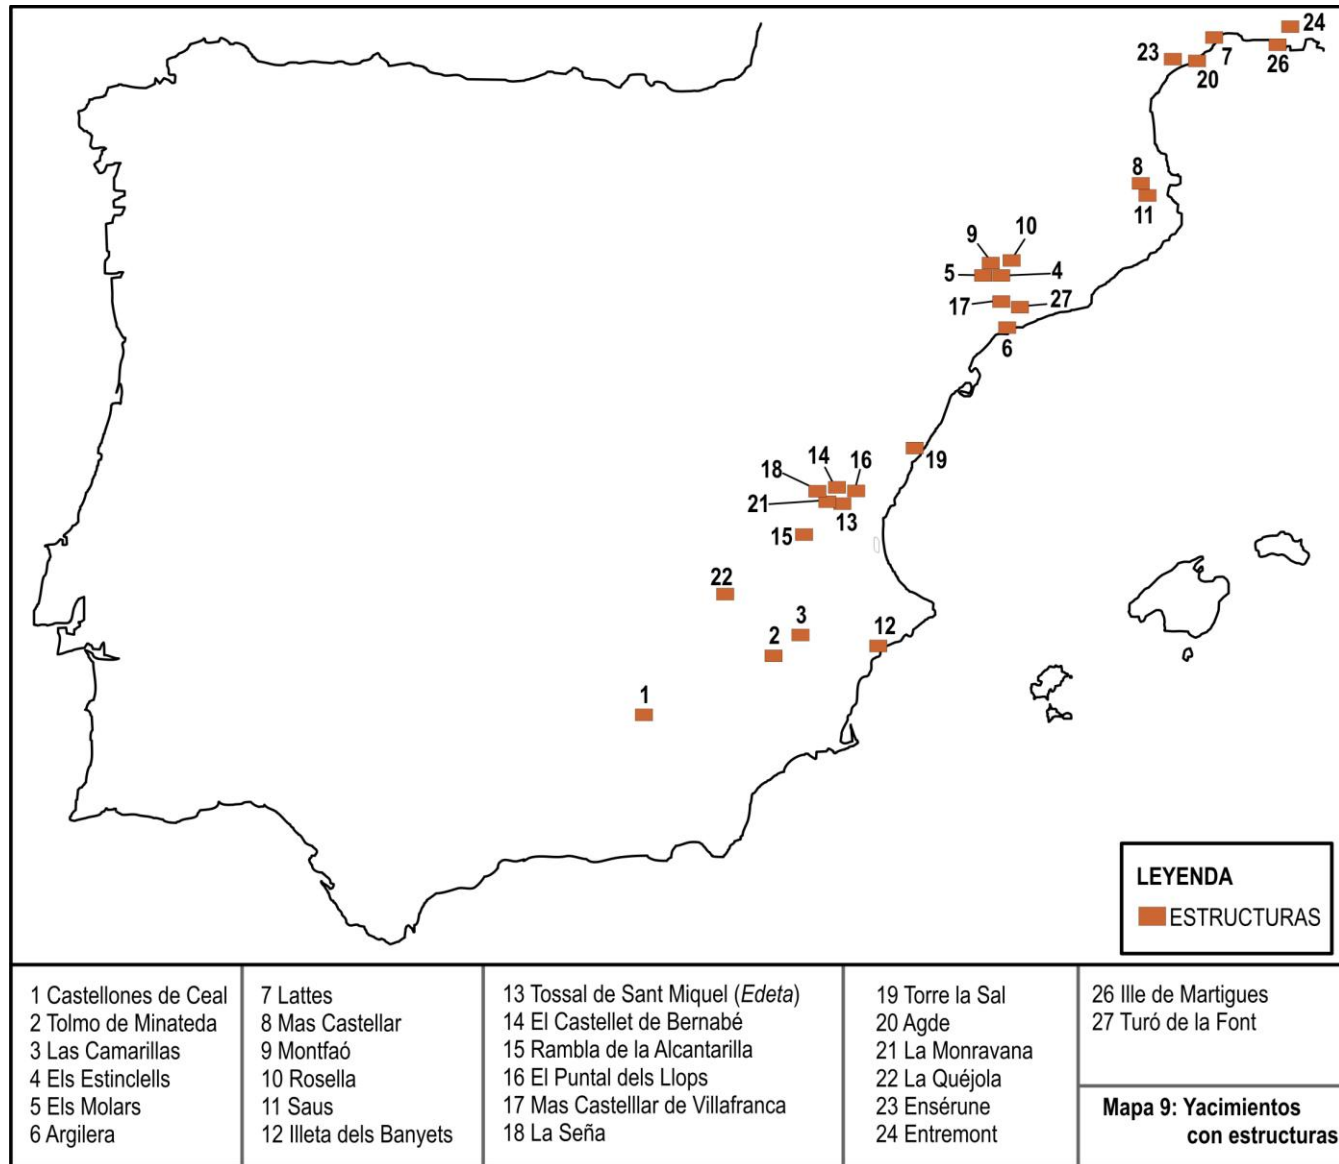 24
23
7
20
26
8
11
9
10
5
4
17
27
6
19
18
14
16
21
13
15
22
3
2
12
1
LEYENDA
ESTRUCTURAS
1 Castellones de Ceal
2 Tolmo de Minateda
3 Las Camarillas
4 Els Estinclells
5 Els Molars
6 Argilera
7 Lattes
8 Mas Castellar
9 Montfaó
10 Rosella
11 Saus
12 Illeta dels Banyets
13 Tossal de Sant Miquel (Edeta)
14 El Castellet de Bernabé
15 Rambla de la Alcantarilla
16 El Puntal dels Llops
17 Mas Castelllar de Villafranca
18 La Seña
19 Torre la Sal
20 Agde
21 La Monravana
22 La Quéjola
23 Ensérune
24 Entremont
26 Ille de Martigues
27 Turó de la Font
Mapa 9: Yacimientos
con estructuras